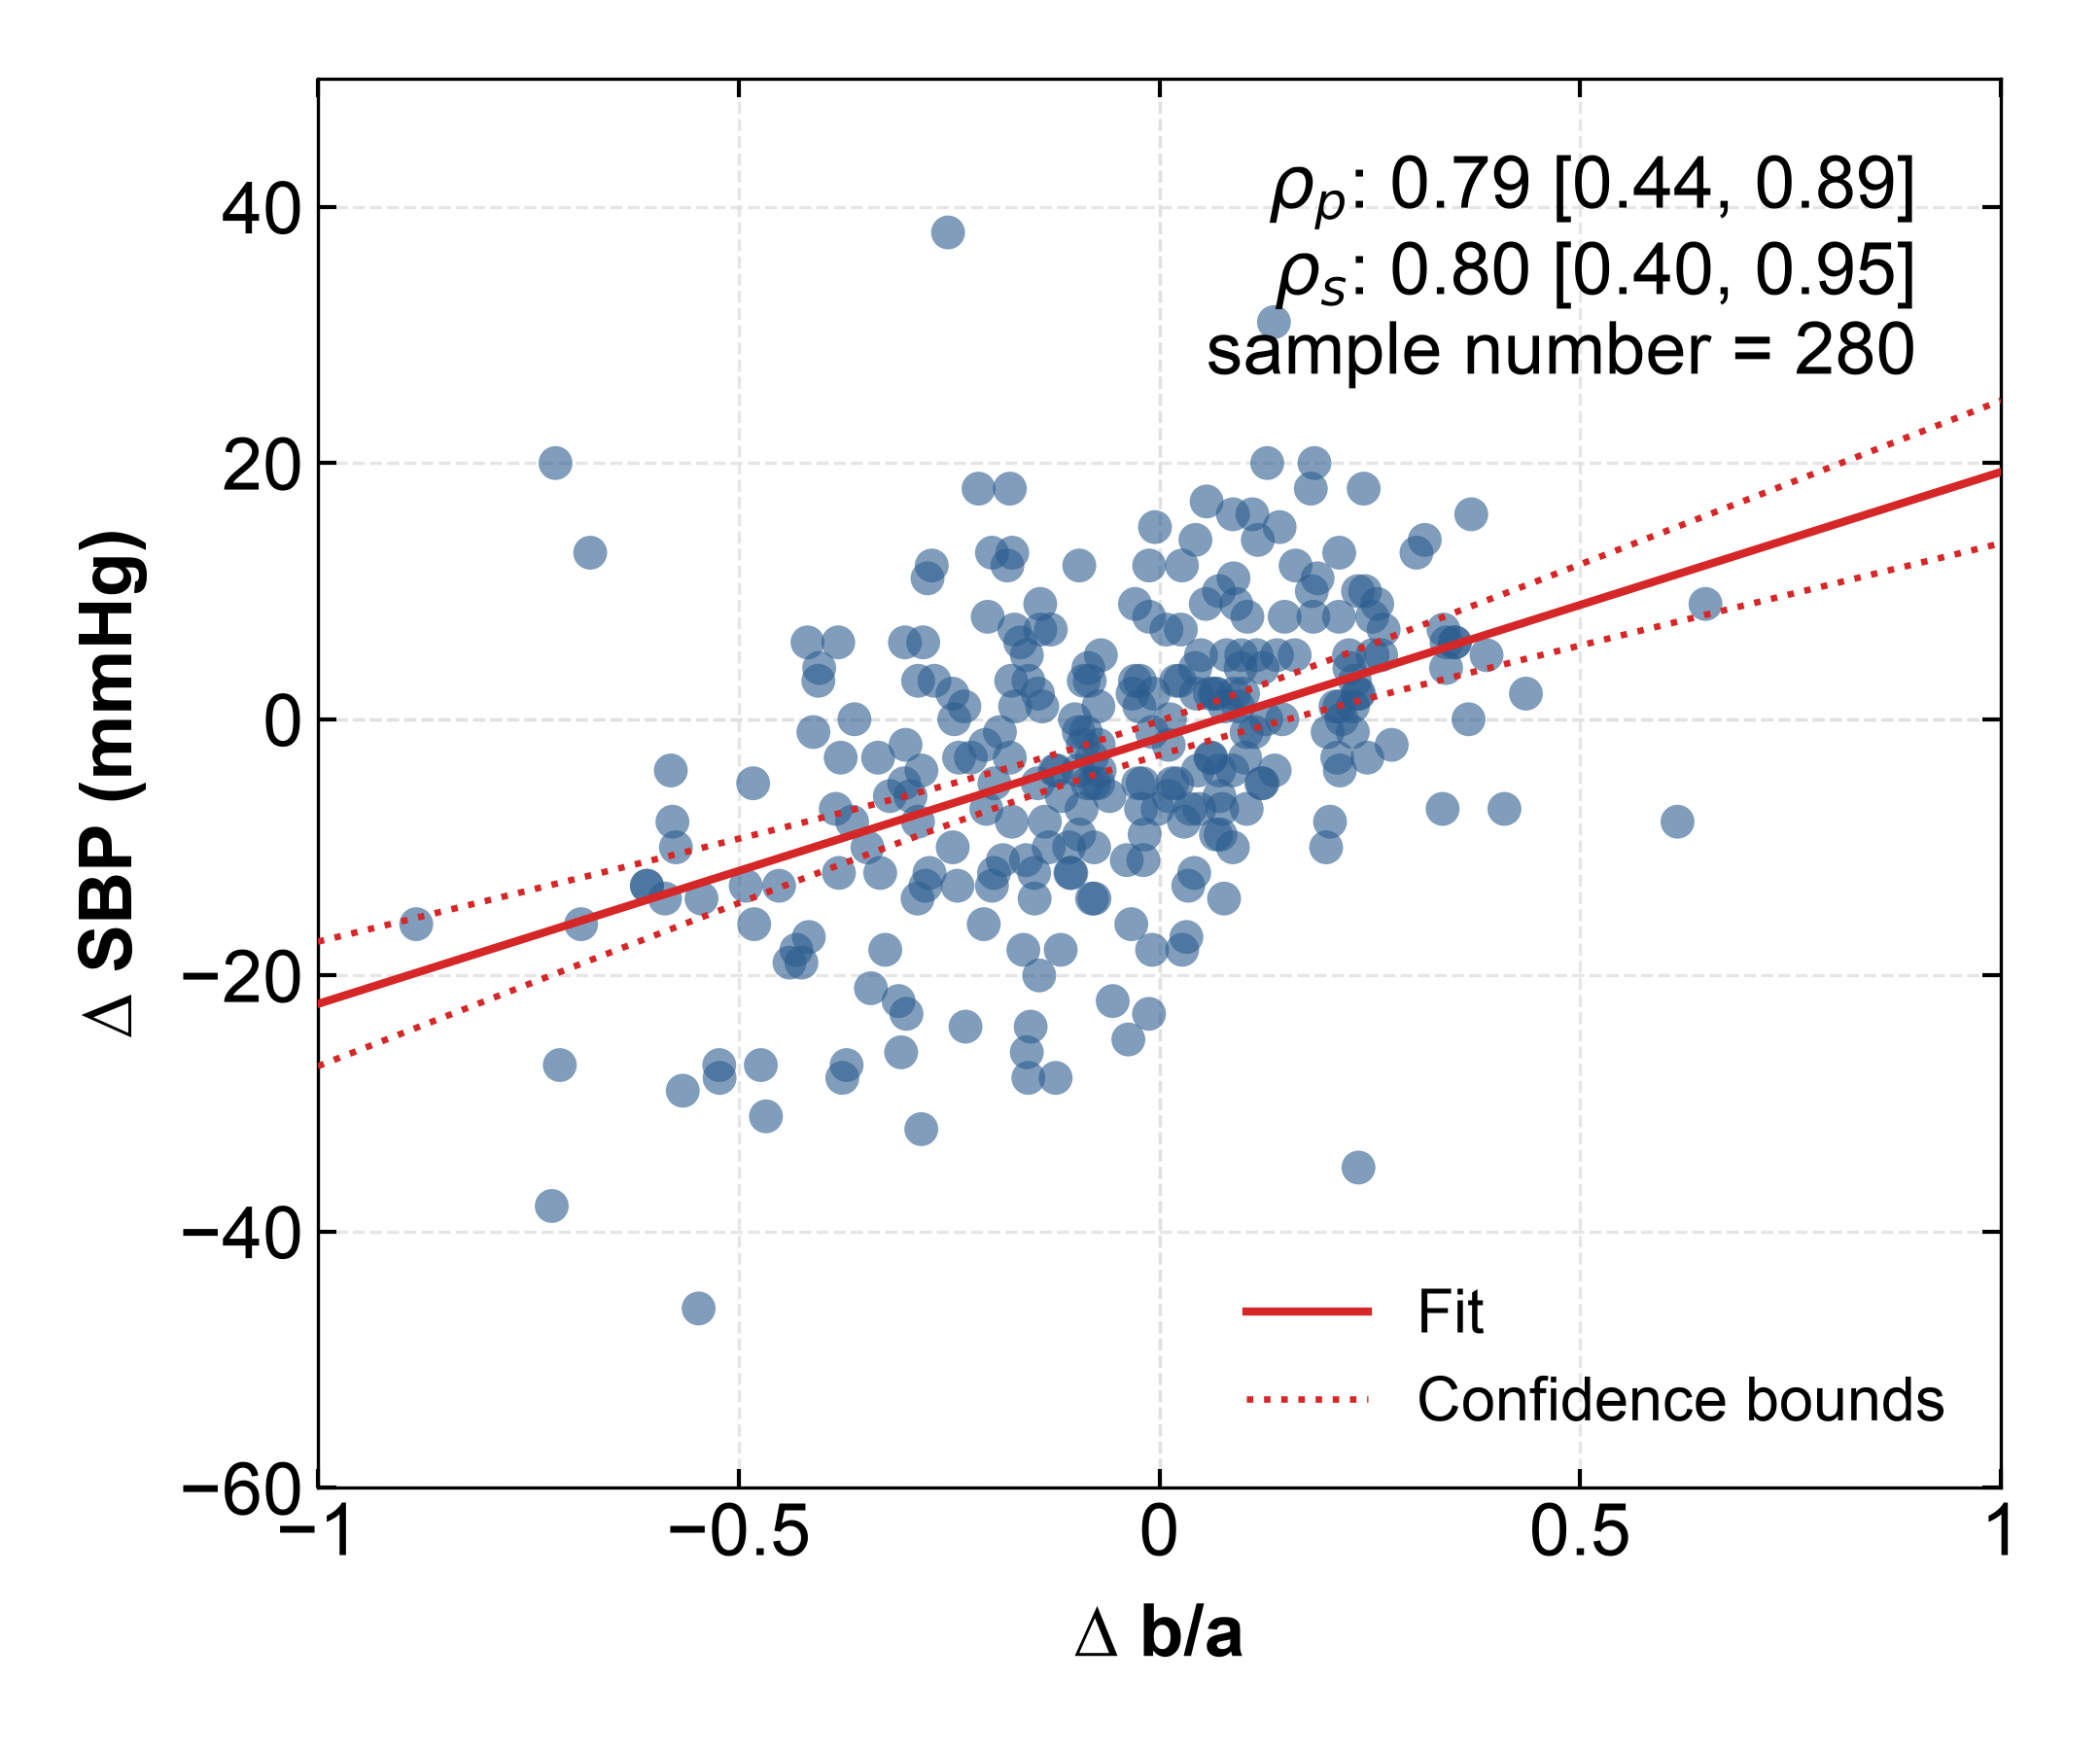 ρp: 0.79 [0.44, 0.89]
ρs: 0.80 [0.40, 0.95]
sample number = 280
40
20
0
−20
−40
−60
Δ SBP (mmHg)
Fit
Confidence bounds
−1
−0.5
0
0.5
1
Δ b/a